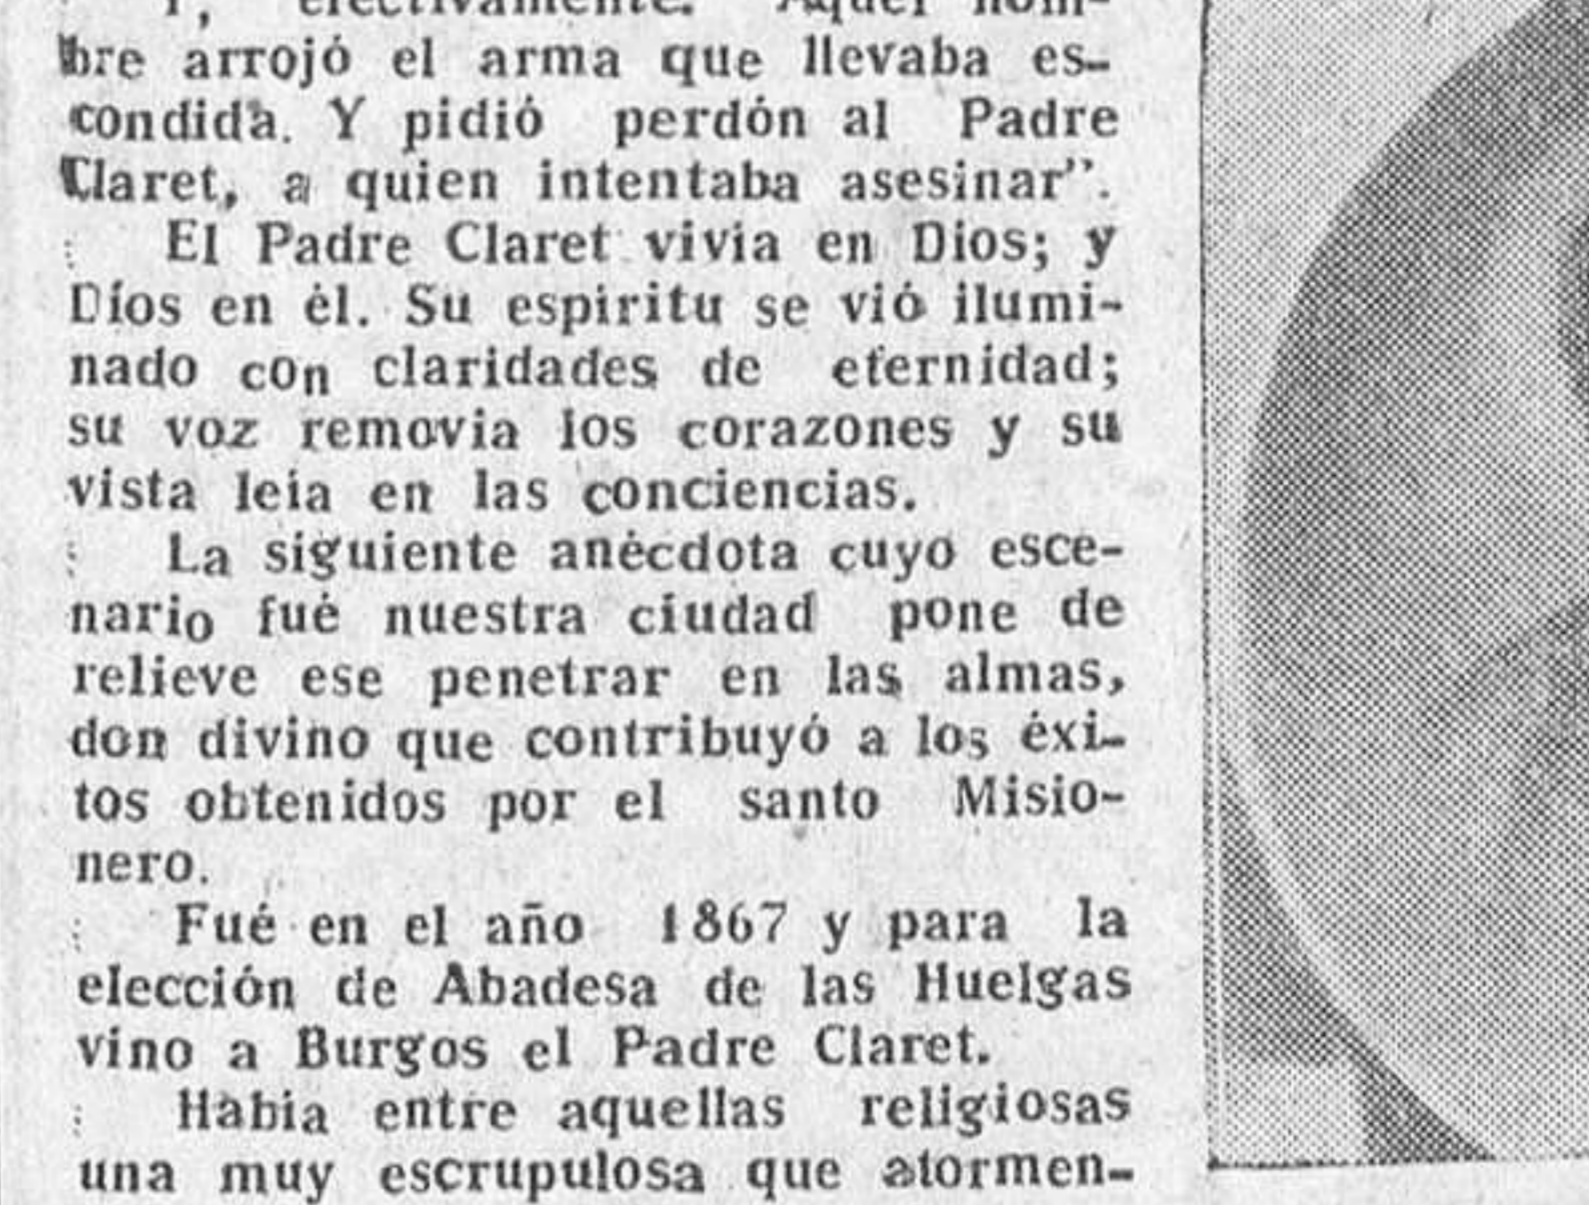 Y, efectivamente. Aquel hom-
bre arrojó el arma que llevaba es-
condida. Y pidió perdón al Padre
Claret, a quien intentaba asesinar".
El Padre Claret vivia en Dios; y
Díos en él. Su espiritu se vió ilumi-
nado con claridades de eternidad;
su voz removia los corazones y su
vista leia en las conciencias.
La siguiente anécdota cuyo esce-
nario fué nuestra ciudad pone de
relieve ese penetrar en las almas,
don divino que contribuyó a los éxi-
tos obtenidos por el santo Misio-
nero.
Fué en el año 1867 y para la
elección de Abadesa de las Huelgas
vino a Burgos el Padre Claret.
Habia entre aquellas religiosas
una muy escrupulosa que atormen-